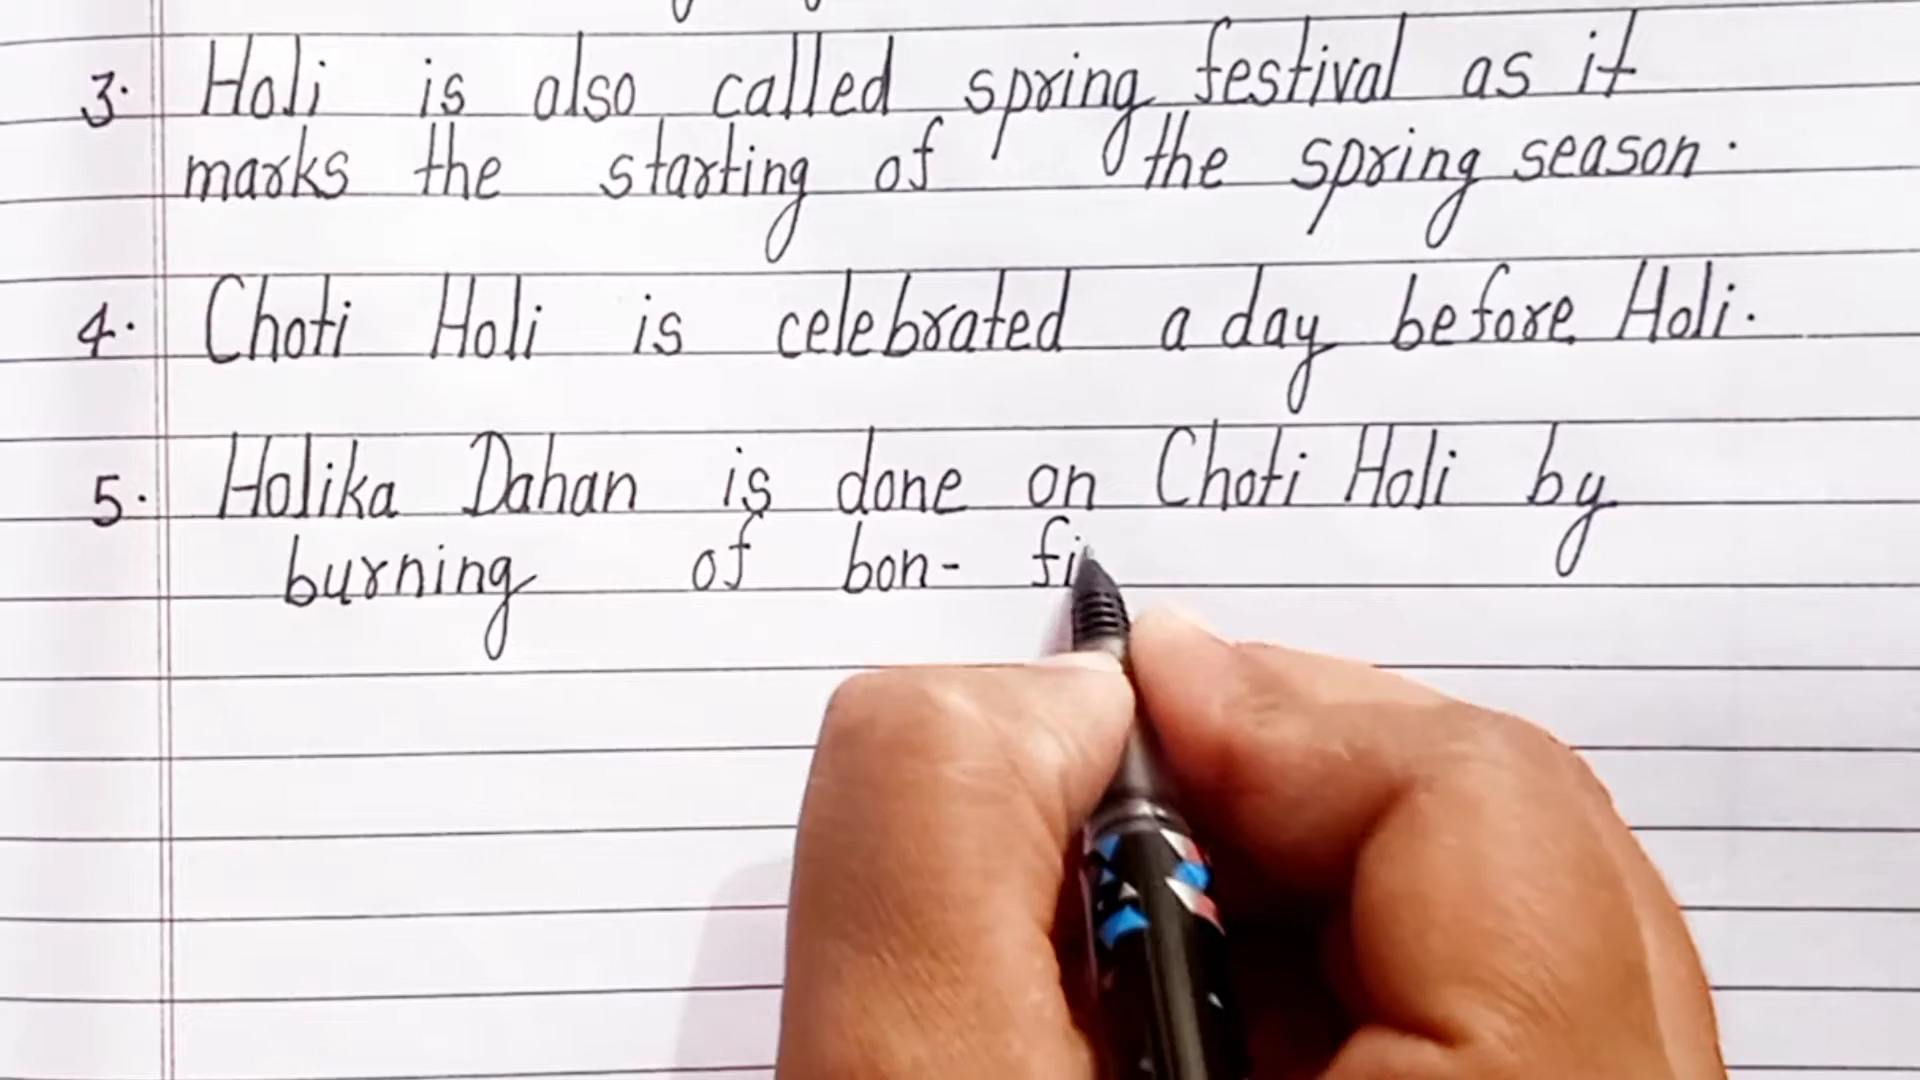 3. Holi is also called spring festival as it
marks the starting of the spring season.
4. Choti Holi is celebrated a day before Holi.
5. Holika Dahan is done on Choti Holi by
burning of bon- fi